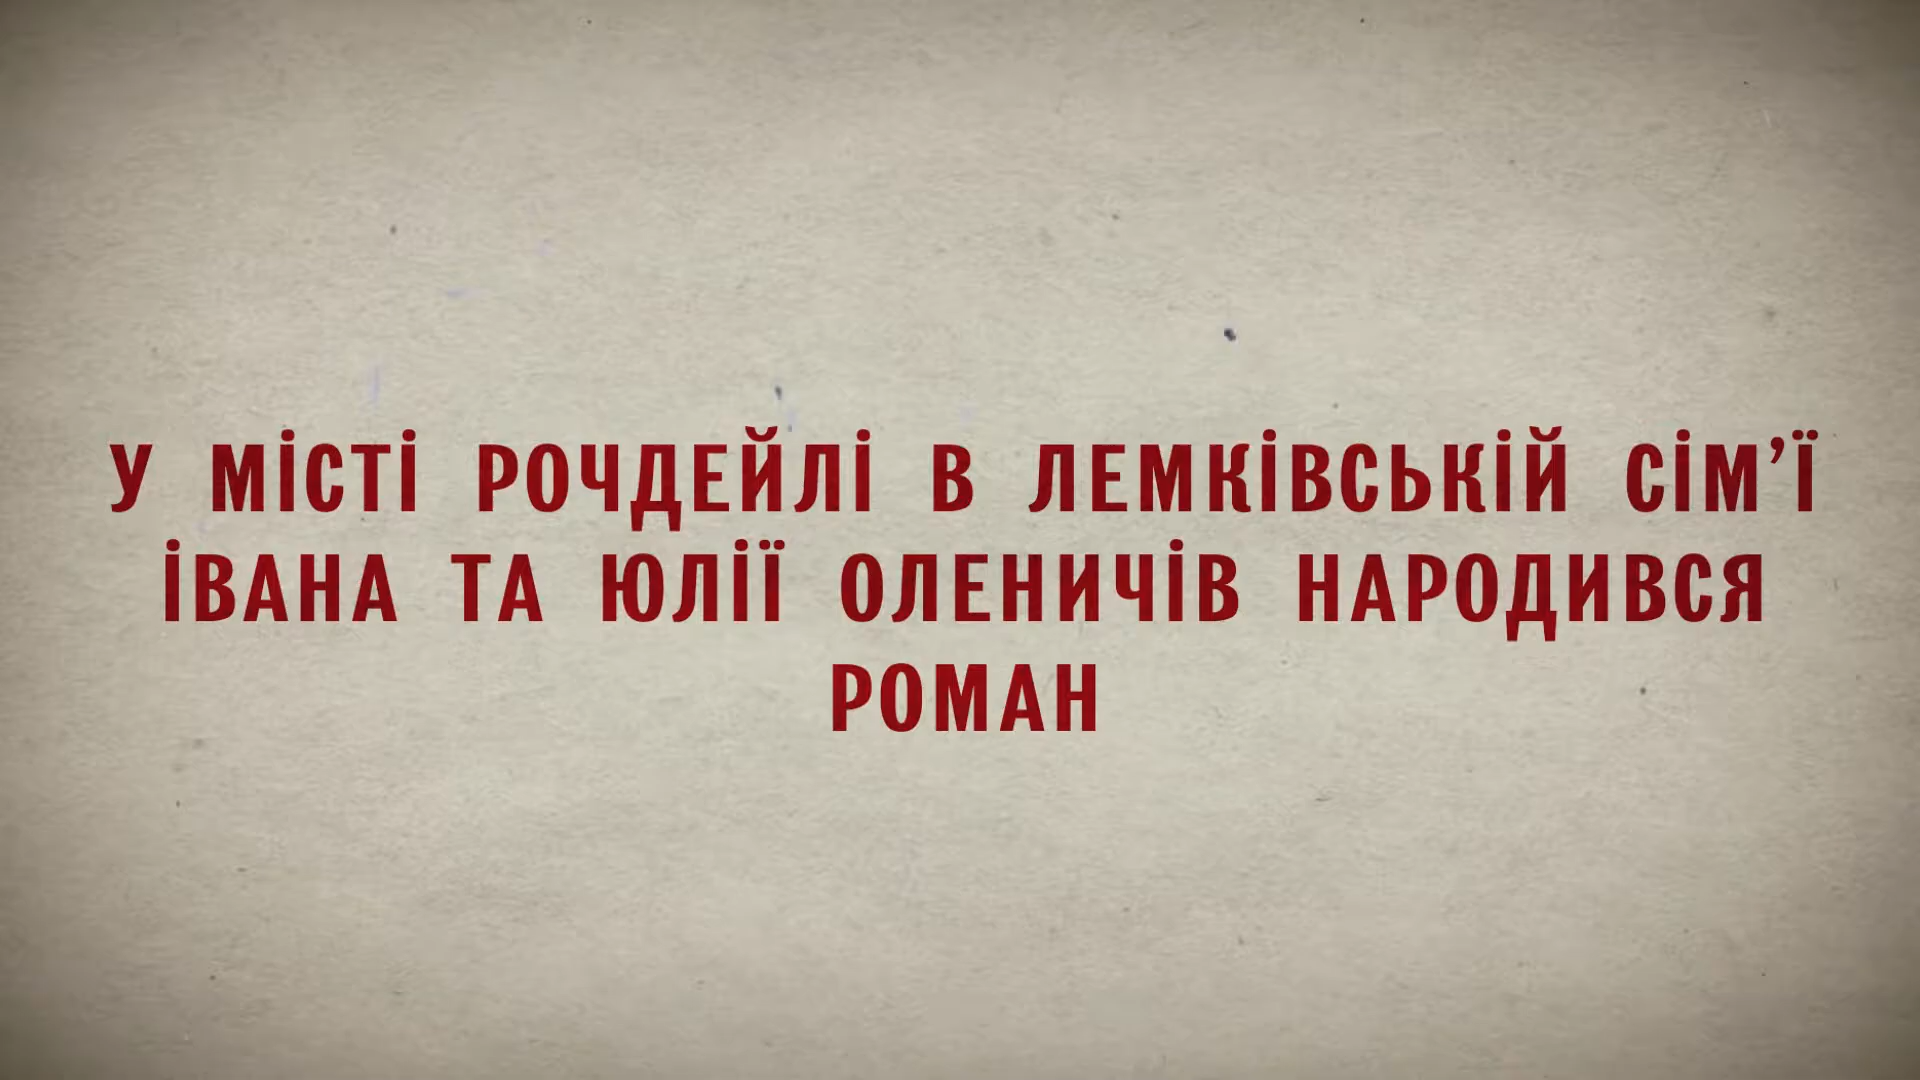 У МІСТІ РОЧДЕЙЛІ В ЛЕМКІВСЬКІЙ СІМ’Ї
ІВАНА ТА ЮЛІЇ ОЛЕНИЧІВ НАРОДИВСЯ
РОМАН